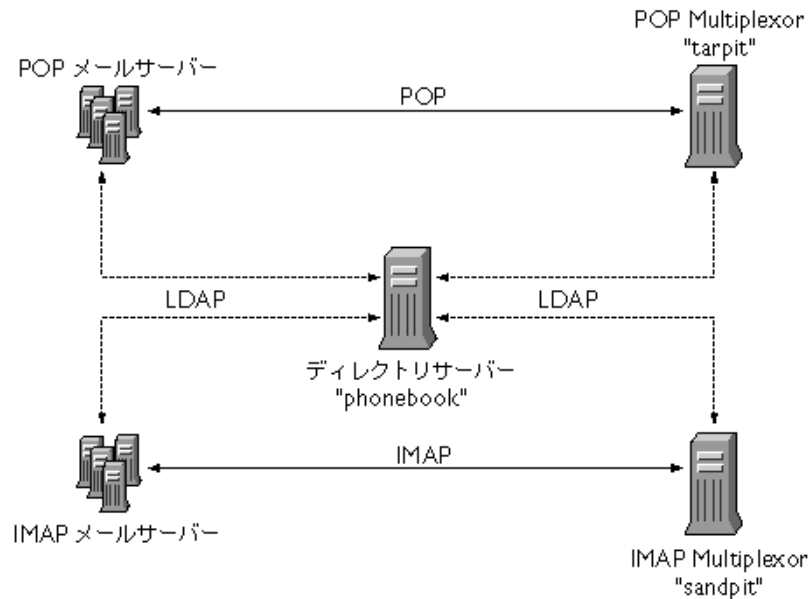 POP Multiplexor
"tarpit"
POP メールサーバー
POP
LDAP
LDAP
ディレクトリサーバー
"phonebook"
IMAP
IMAP メールサーバー
IMAP Multiplexor
"sandpit"